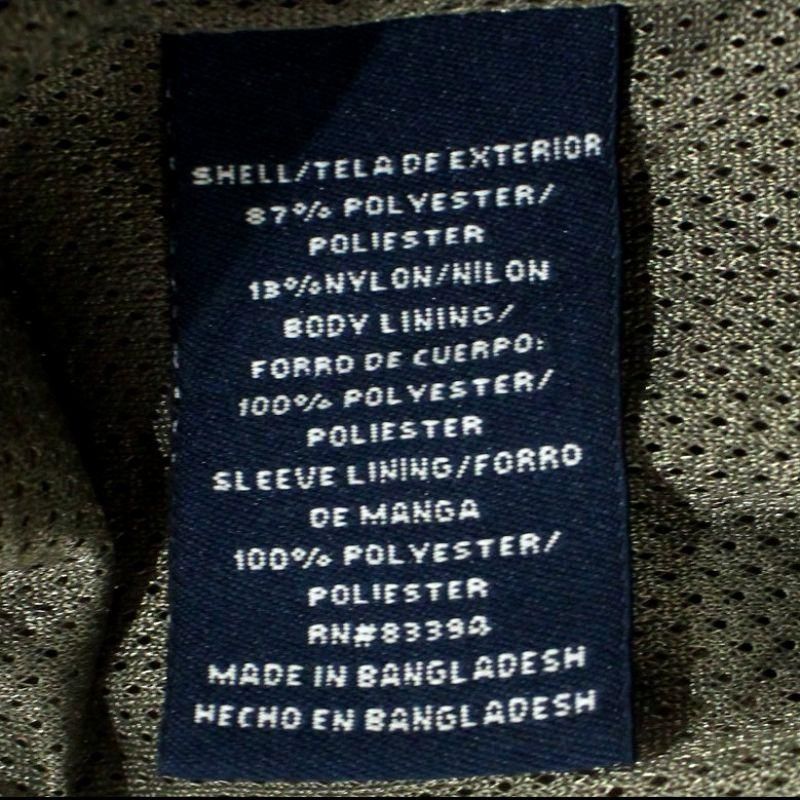 SHELL/TELA DE EXTERIOR
87% POLYESTER/
POLIESTER
13%NYLON/NILON
BODY LINING/
FORRO DE CUERPO:
100% POLYESTER/
POLIESTER
SLEEVE LINING/FORRO
DE MANGA
100% POLYESTER/
POLIESTER
RN#83394
MADE IN BANGLADESH
HECHO EN BANGLADESH